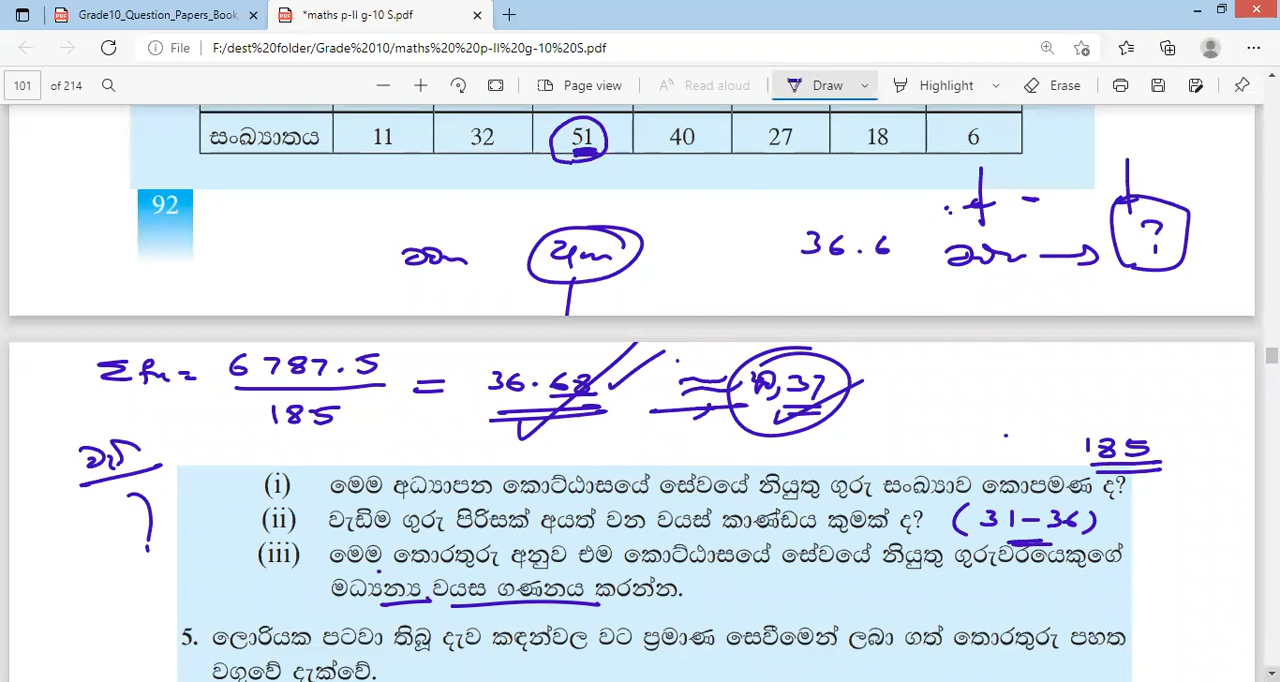 Grade10_Question_Papers_Book *maths p-II g-10 S.pdf
File F:/dest%20folder/Grade%2010/maths%20%20p-II%20g-10%20S.pdf
101 of 214 Page view Read aloud Draw Highlight Erase
සංඛ්‍යාතය 11 32 51 40 27 18 6
92
36.6 ?
Σfx = 6787.5 / 185 = 36.68 ≈ 37
185
(i) මෙම අධ්‍යාපන කොට්ඨාසයේ සේවයේ නියුතු ගුරු සංඛ්‍යාව කොපමණ ද?
(ii) වැඩිම ගුරු පිරිසක් අයත් වන වයස් කාණ්ඩය කුමක් ද? (31-36)
?
(iii) මෙම තොරතුරු අනුව එම කොට්ඨාසයේ සේවයේ නියුතු ගුරුවරයෙකුගේ
මධ්‍යන්‍ය වයස ගණනය කරන්න.
5. ලොරියක පටවා තිබූ දැව කඳන්වල වට ප්‍රමාණ සෙවීමෙන් ලබා ගත් තොරතුරු පහත
වගුවේ දැක්වේ.